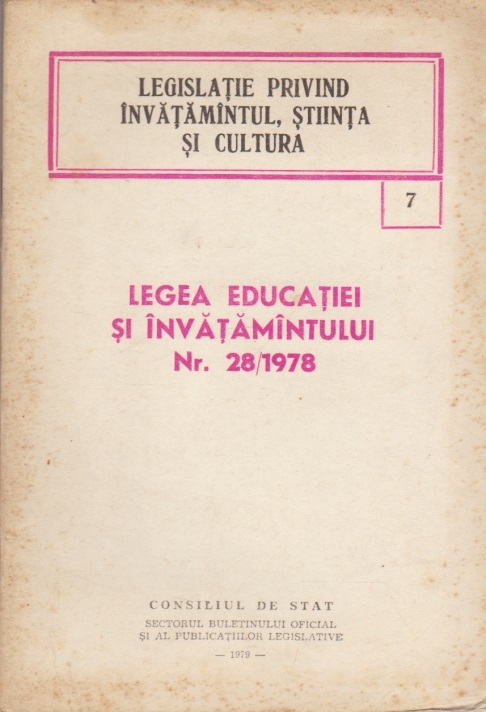 LEGISLAȚIE PRIVIND
ÎNVĂȚĂMÎNTUL, ȘTIINȚA
ȘI CULTURA
7
LEGEA EDUCAȚIEI
ȘI ÎNVĂȚĂMÎNTULUI
Nr. 28/1978
CONSILIUL DE STAT
SECTORUL BULETINULUI OFICIAL
ȘI AL PUBLICAȚIILOR LEGISLATIVE
— 1979 —